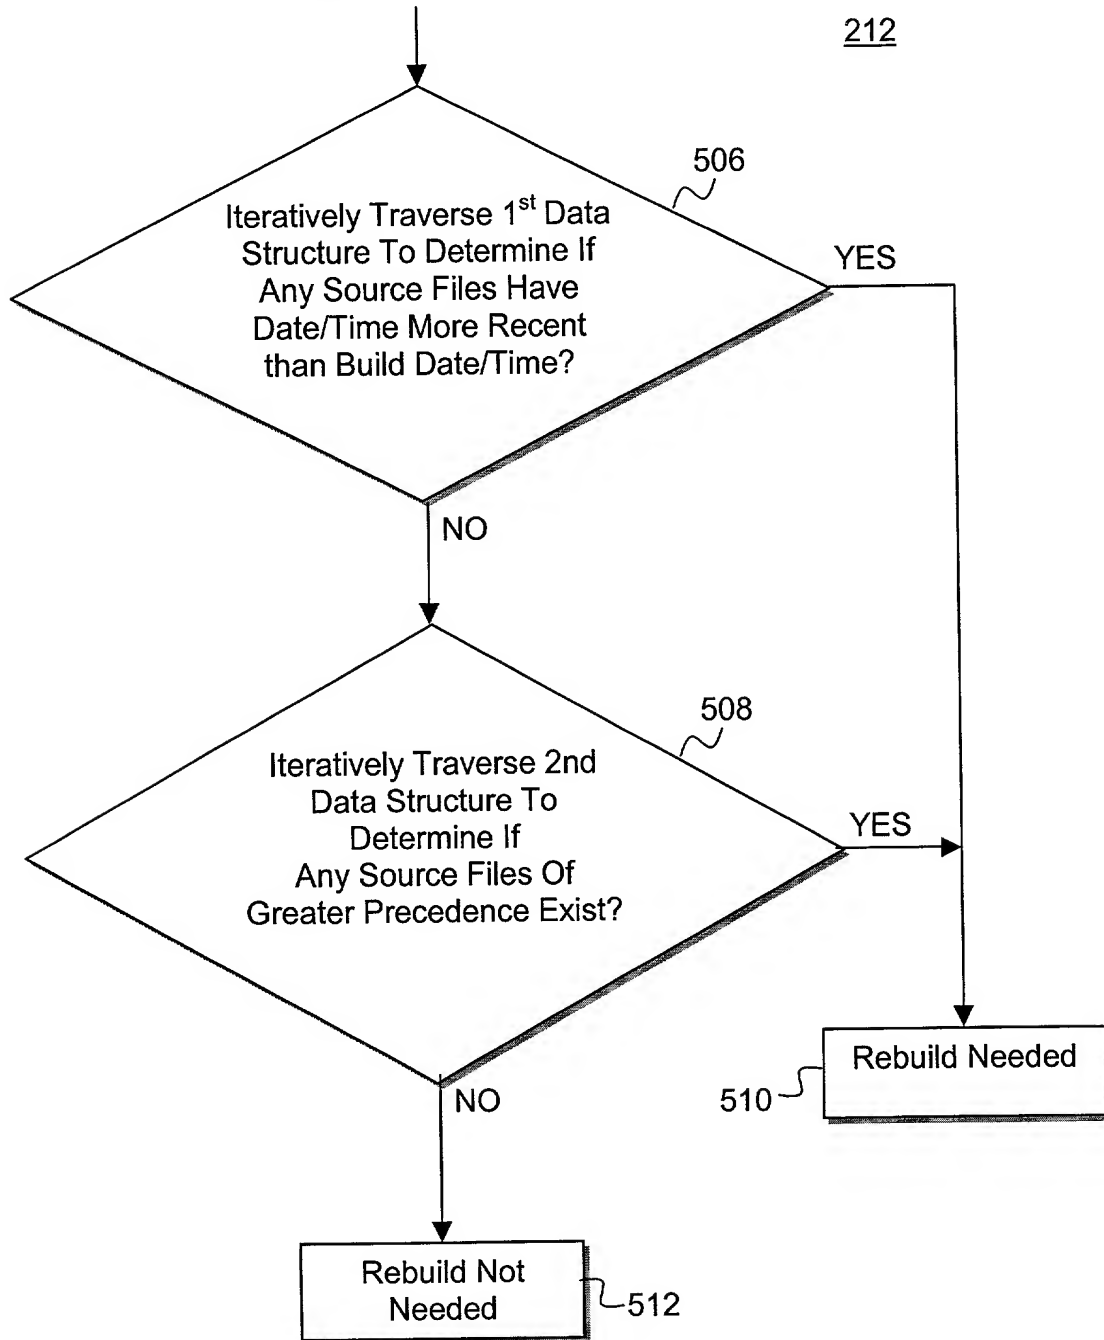 212
506
Iteratively Traverse 1st Data
Structure To Determine If
Any Source Files Have
Date/Time More Recent
than Build Date/Time?
YES
NO
508
Iteratively Traverse 2nd
Data Structure To
Determine If
Any Source Files Of
Greater Precedence Exist?
YES
NO
Rebuild Needed
510
Rebuild Not
Needed
512